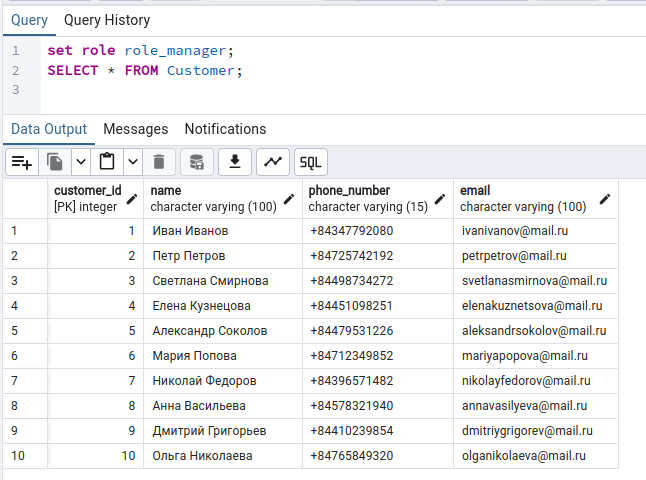 Query Query History
1 set role role_manager;
2 SELECT * FROM Customer;
3
Data Output Messages Notifications
SQL
customer_id name phone_number email
[PK] integer character varying (100) character varying (15) character varying (100)
1 1 Иван Иванов +84347792080 ivanivanov@mail.ru
2 2 Петр Петров +84725742192 petrpetrov@mail.ru
3 3 Светлана Смирнова +84498734272 svetlanasmirnova@mail.ru
4 4 Елена Кузнецова +84451098251 elenakuznetsova@mail.ru
5 5 Александр Соколов +84479531226 aleksandrsokolov@mail.ru
6 6 Мария Попова +84712349852 mariyapopova@mail.ru
7 7 Николай Федоров +84396571482 nikolayfedorov@mail.ru
8 8 Анна Васильева +84578321940 annavasilyeva@mail.ru
9 9 Дмитрий Григорьев +84410239854 dmitriygrigorev@mail.ru
10 10 Ольга Николаева +84765849320 olganikolaeva@mail.ru